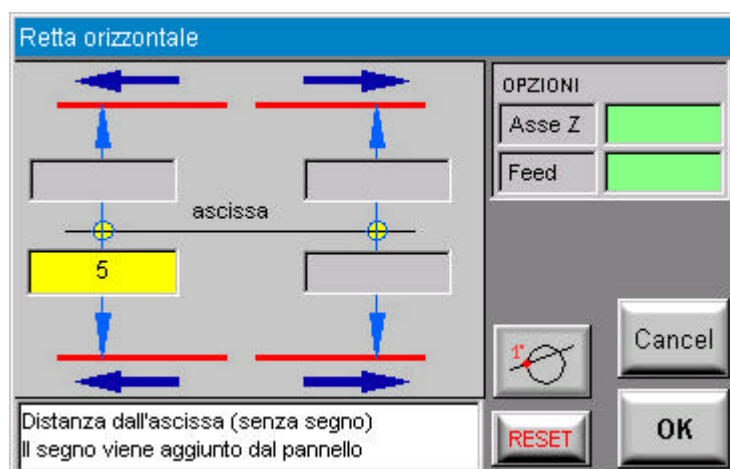 Retta orizzontale
OPZIONI
Asse Z
Feed
ascissa
5
1°
Cancel
Distanza dall'ascissa (senza segno)
Il segno viene aggiunto dal pannello
RESET
OK